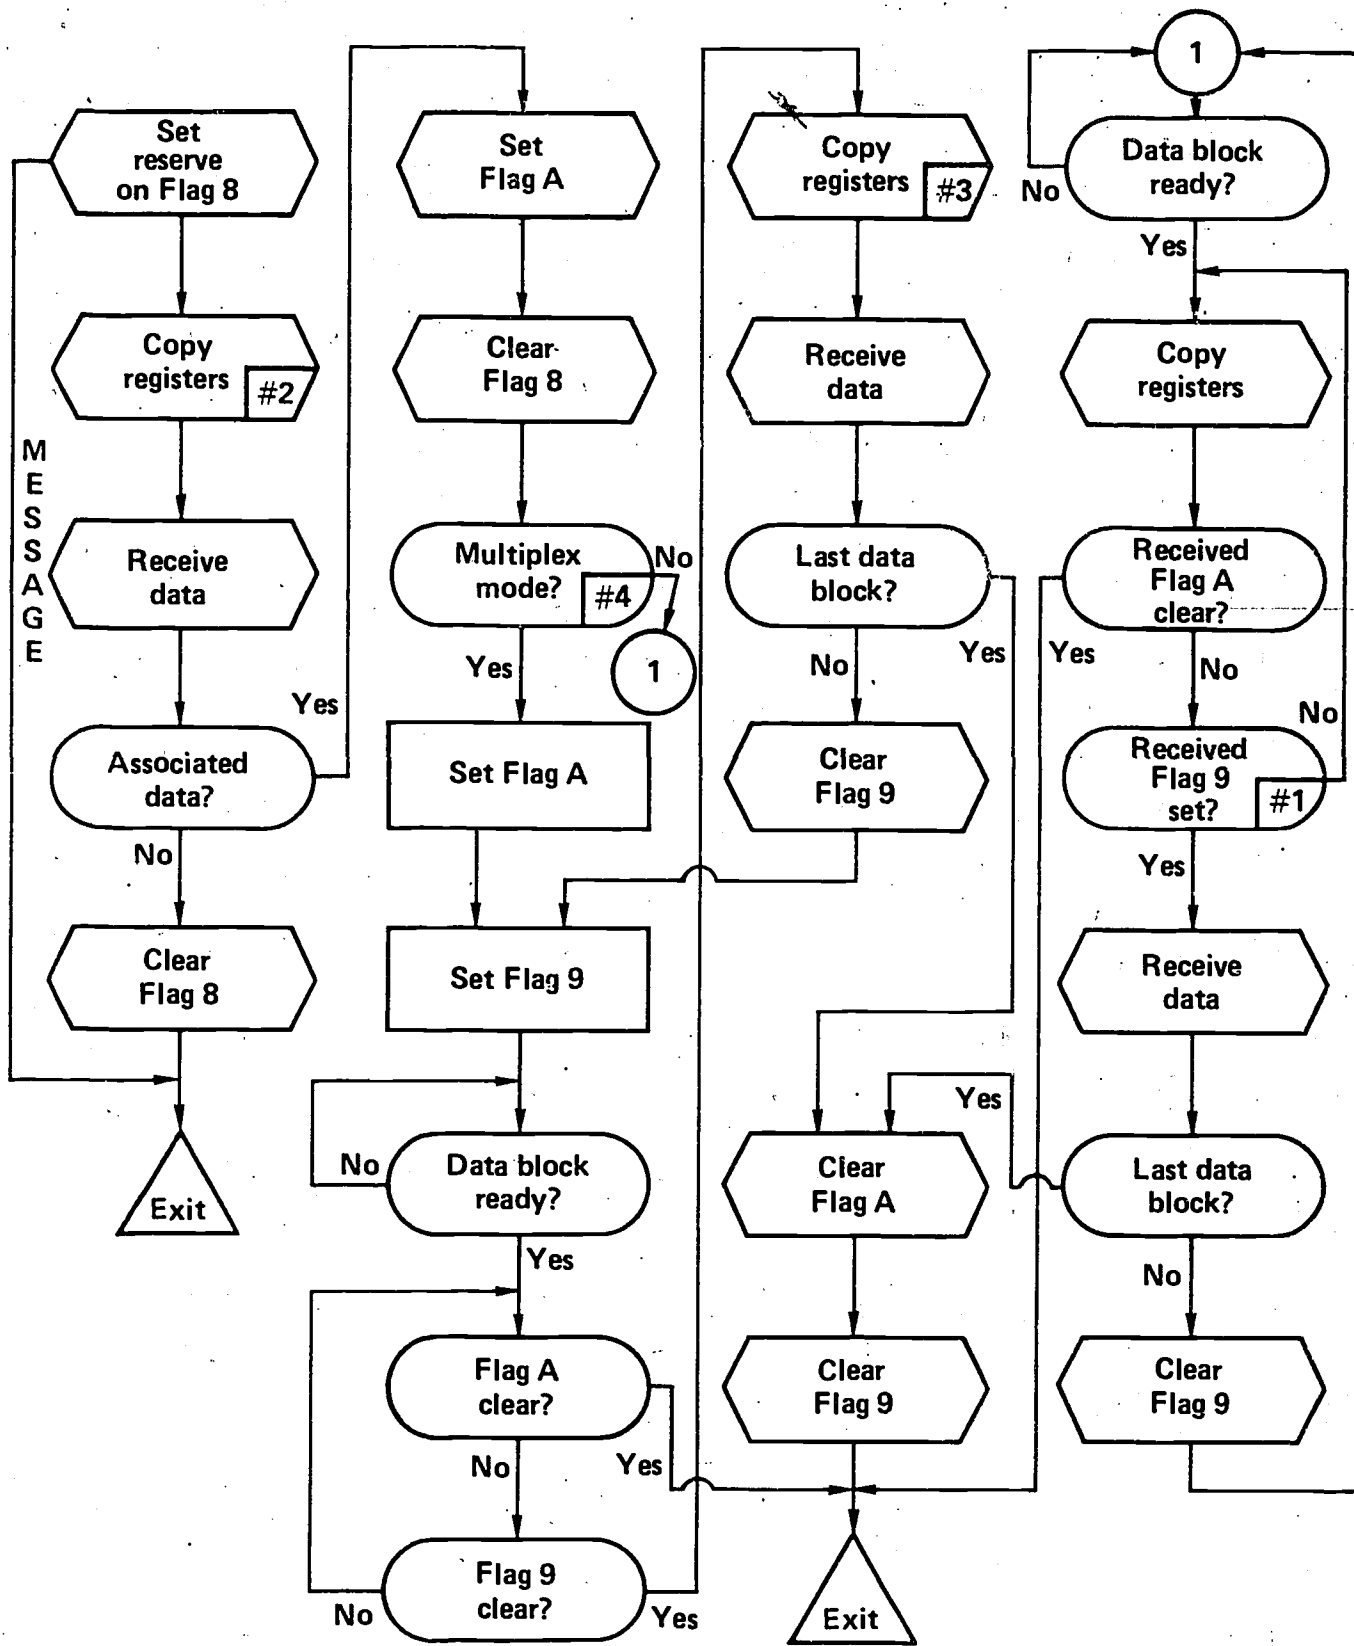 Set
reserve
on Flag 8
MESSAGE
Copy
registers
#2
Receive
data
Associated
data?
Yes
No
Clear
Flag 8
Exit
Set
Flag A
Clear
Flag 8
Multiplex
mode?
#4
No
1
Yes
Set Flag A
Set Flag 9
Data block
ready?
No
Yes
Flag A
clear?
No
Yes
Flag 9
clear?
No
Yes
Copy
registers
#3
Receive
data
Last data
block?
No
Yes
Clear
Flag 9
Clear
Flag A
Clear
Flag 9
Exit
1
Data block
ready?
No
Yes
Copy
registers
Received
Flag A
clear?
Yes
No
Received
Flag 9
set?
#1
No
Yes
Receive
data
Last data
block?
Yes
No
Clear
Flag 9